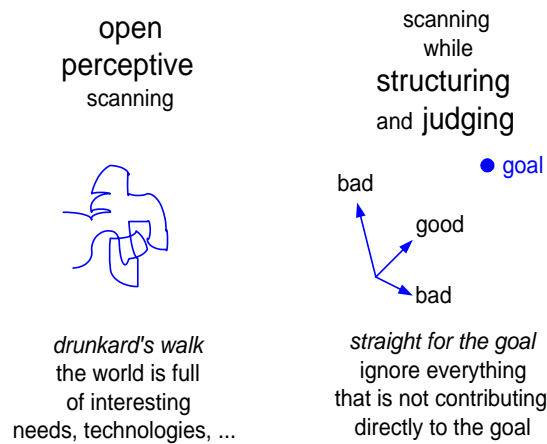 open
perceptive
scanning
drunkard's walk
the world is full
of interesting
needs, technologies, ...
scanning
while
structuring
and judging
goal
bad
good
bad
straight for the goal
ignore everything
that is not contributing
directly to the goal